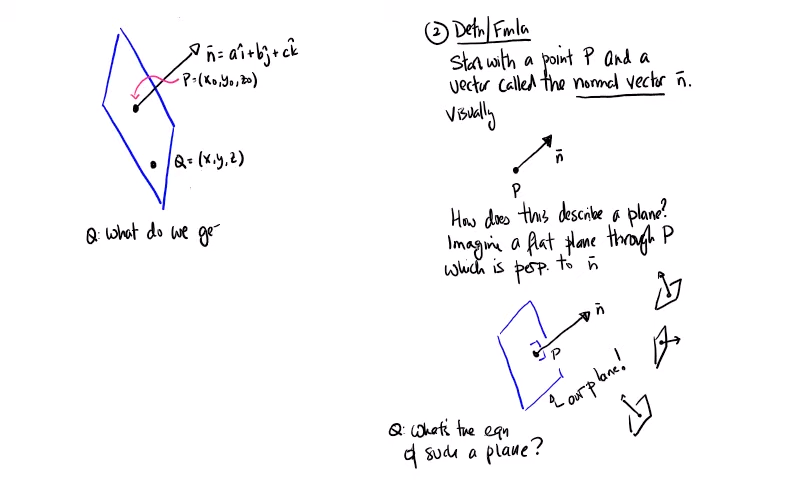 n̄ = aî+bĵ+ck̂
P=(x₀,y₀,z₀)
Q=(x,y,z)
Q: What do we ge
② Defn/Fmla
Start with a point P and a
vector called the normal vector n̄.
Visually
n̄
P
How does this describe a plane?
Imagine a flat plane through P
which is perp. to n̄
n̄
P
our plane!
Q: What's the eqn
of such a plane?